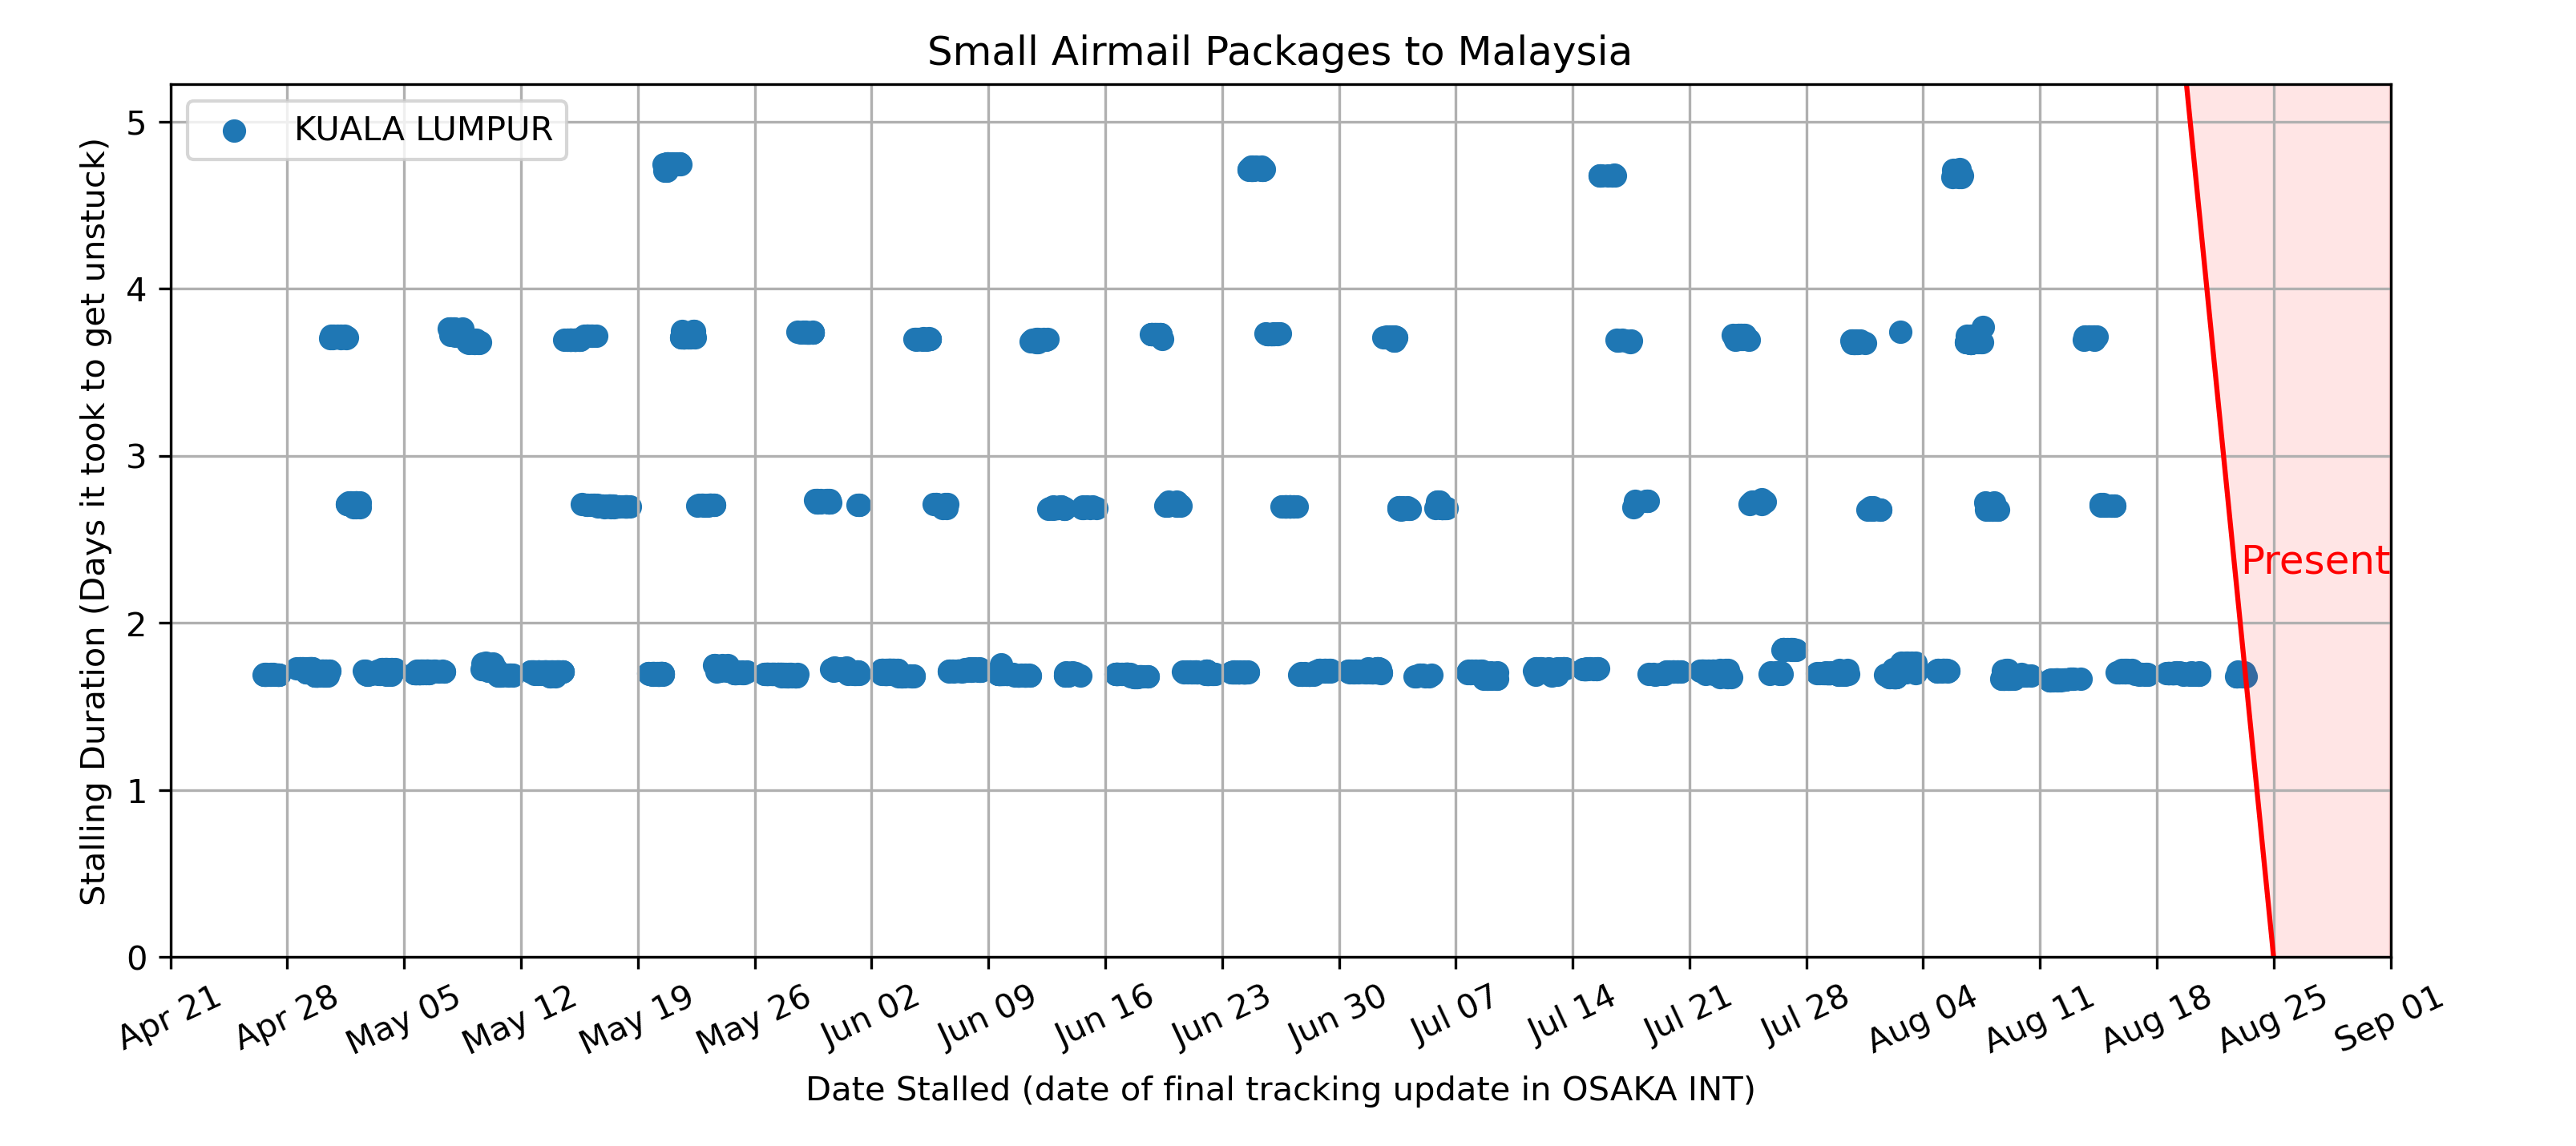 Small Airmail Packages to Malaysia
KUALA LUMPUR
Stalling Duration (Days it took to get unstuck)
5
4
3
2
1
0
Present
Apr 21
Apr 28
May 05
May 12
May 19
May 26
Jun 02
Jun 09
Jun 16
Jun 23
Jun 30
Jul 07
Jul 14
Jul 21
Jul 28
Aug 04
Aug 11
Aug 18
Aug 25
Sep 01
Date Stalled (date of final tracking update in OSAKA INT)